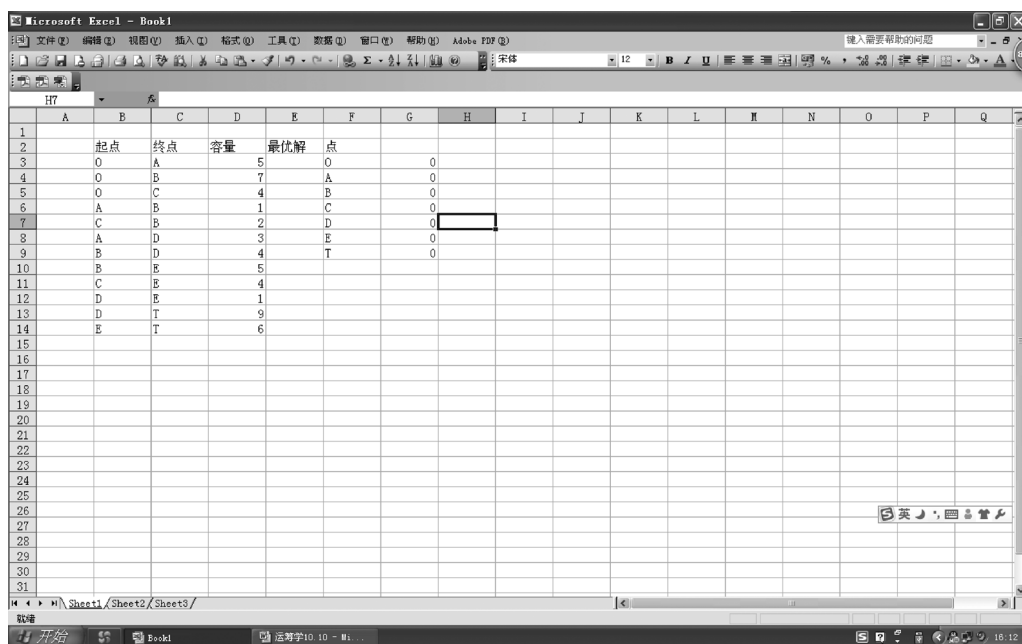 Microsoft Excel - Book1
文件(F) 编辑(E) 视图(V) 插入(I) 格式(O) 工具(T) 数据(D) 窗口(W) 帮助(H) Adobe PDF(B) 键入需要帮助的问题
宋体 12 B I U
H7 fx
A B C D E F G H I J K L M N O P Q
1
2 起点 终点 容量 最优解 点
3 O A 5 O 0
4 O B 7 A 0
5 O C 4 B 0
6 A B 1 C 0
7 C B 2 D 0
8 A D 3 E 0
9 B D 4 T 0
10 B E 5
11 C E 4
12 D E 1
13 D T 9
14 E T 6
15
16
17
18
19
20
21
22
23
24
25
26
27
28
29
30
31
英
Sheet1 Sheet2 Sheet3
就绪
开始 Book1 运筹学10.10 - Mi... 16:12